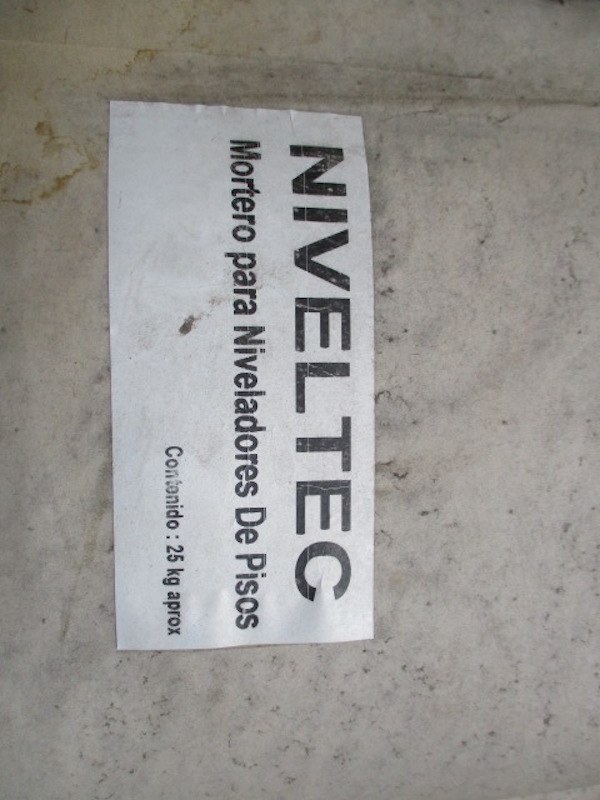 NIVELTEC
Mortero para Niveladores De Pisos
Contenido : 25 kg aprox